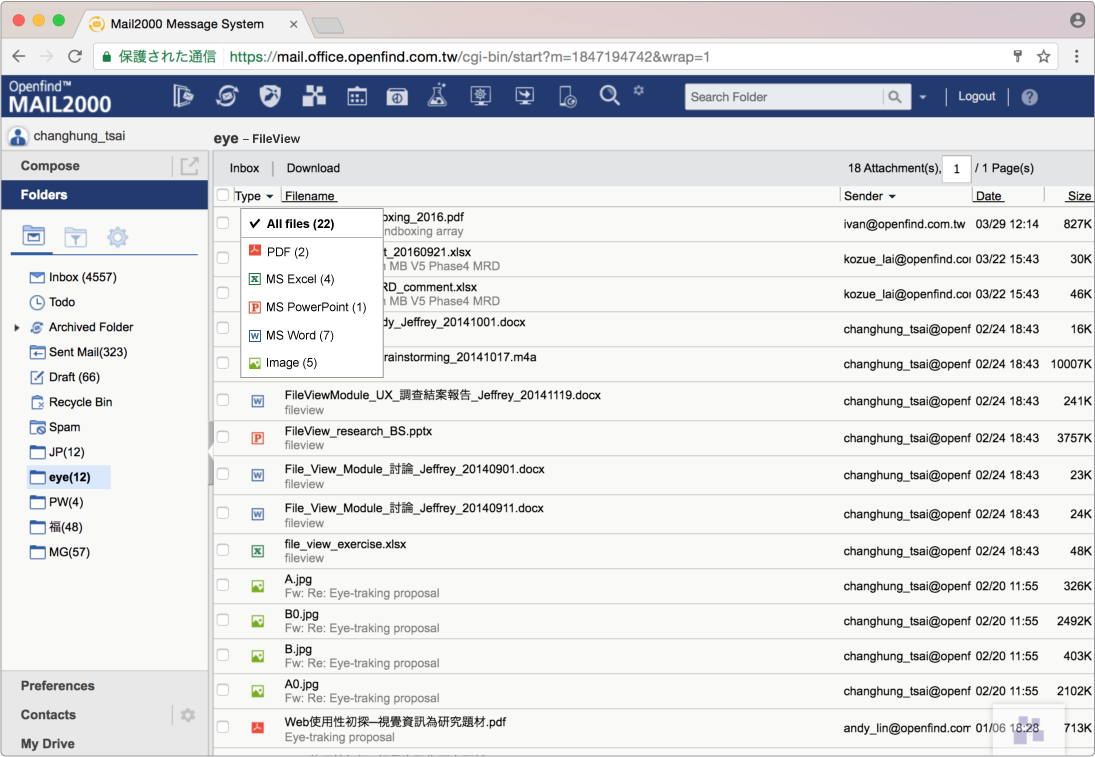 Mail2000 Message System
保護された通信
https://mail.office.openfind.com.tw/cgi-bin/start?m=1847194742&wrap=1
Openfind™
MAIL2000
Search Folder
Logout
changhung_tsai
eye – FileView
Compose
Inbox
Download
18 Attachment(s),
1
/ 1 Page(s)
Folders
Type
Filename
Sender
Date
Size
All files (22)
PDF (2)
MS Excel (4)
MS PowerPoint (1)
MS Word (7)
Image (5)
oxing_2016.pdf
ndboxing array
ivan@openfind.com.tw 03/29 12:14 827K
t_20160921.xlsx
MB V5 Phase4 MRD
kozue_lai@openfind.cor 03/22 15:43 30K
RD_comment.xlsx
MB V5 Phase4 MRD
kozue_lai@openfind.cor 03/22 15:43 46K
dy_Jeffrey_20141001.docx
changhung_tsai@openf 02/24 18:43 16K
rainstorming_20141017.m4a
changhung_tsai@openf 02/24 18:43 10007K
FileViewModule_UX_調查結案報告_Jeffrey_20141119.docx
fileview
changhung_tsai@openf 02/24 18:43 241K
FileView_research_BS.pptx
fileview
changhung_tsai@openf 02/24 18:43 3757K
File_View_Module_討論_Jeffrey_20140901.docx
fileview
changhung_tsai@openf 02/24 18:43 23K
File_View_Module_討論_Jeffrey_20140911.docx
fileview
changhung_tsai@openf 02/24 18:43 24K
file_view_exercise.xlsx
fileview
changhung_tsai@openf 02/24 18:43 48K
A.jpg
Fw: Re: Eye-traking proposal
changhung_tsai@openf 02/20 11:55 326K
B0.jpg
Fw: Re: Eye-traking proposal
changhung_tsai@openf 02/20 11:55 2492K
B.jpg
Fw: Re: Eye-traking proposal
changhung_tsai@openf 02/20 11:55 403K
A0.jpg
Fw: Re: Eye-traking proposal
changhung_tsai@openf 02/20 11:55 2102K
Web使用性初探─視覺資訊為研究題材.pdf
Eye-traking proposal
andy_lin@openfind.com 01/06 18:28 713K
Inbox (4557)
Todo
Archived Folder
Sent Mail(323)
Draft (66)
Recycle Bin
Spam
JP(12)
eye(12)
PW(4)
福(48)
MG(57)
Preferences
Contacts
My Drive